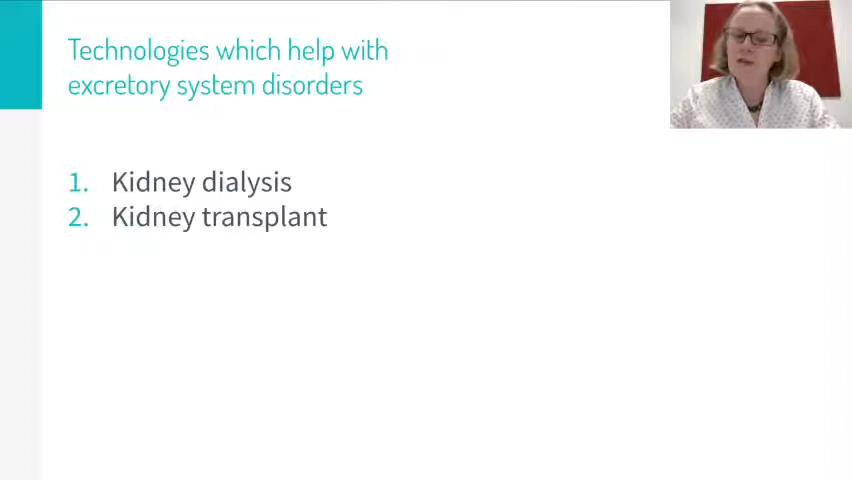 Technologies which help with
excretory system disorders
1. Kidney dialysis
2. Kidney transplant